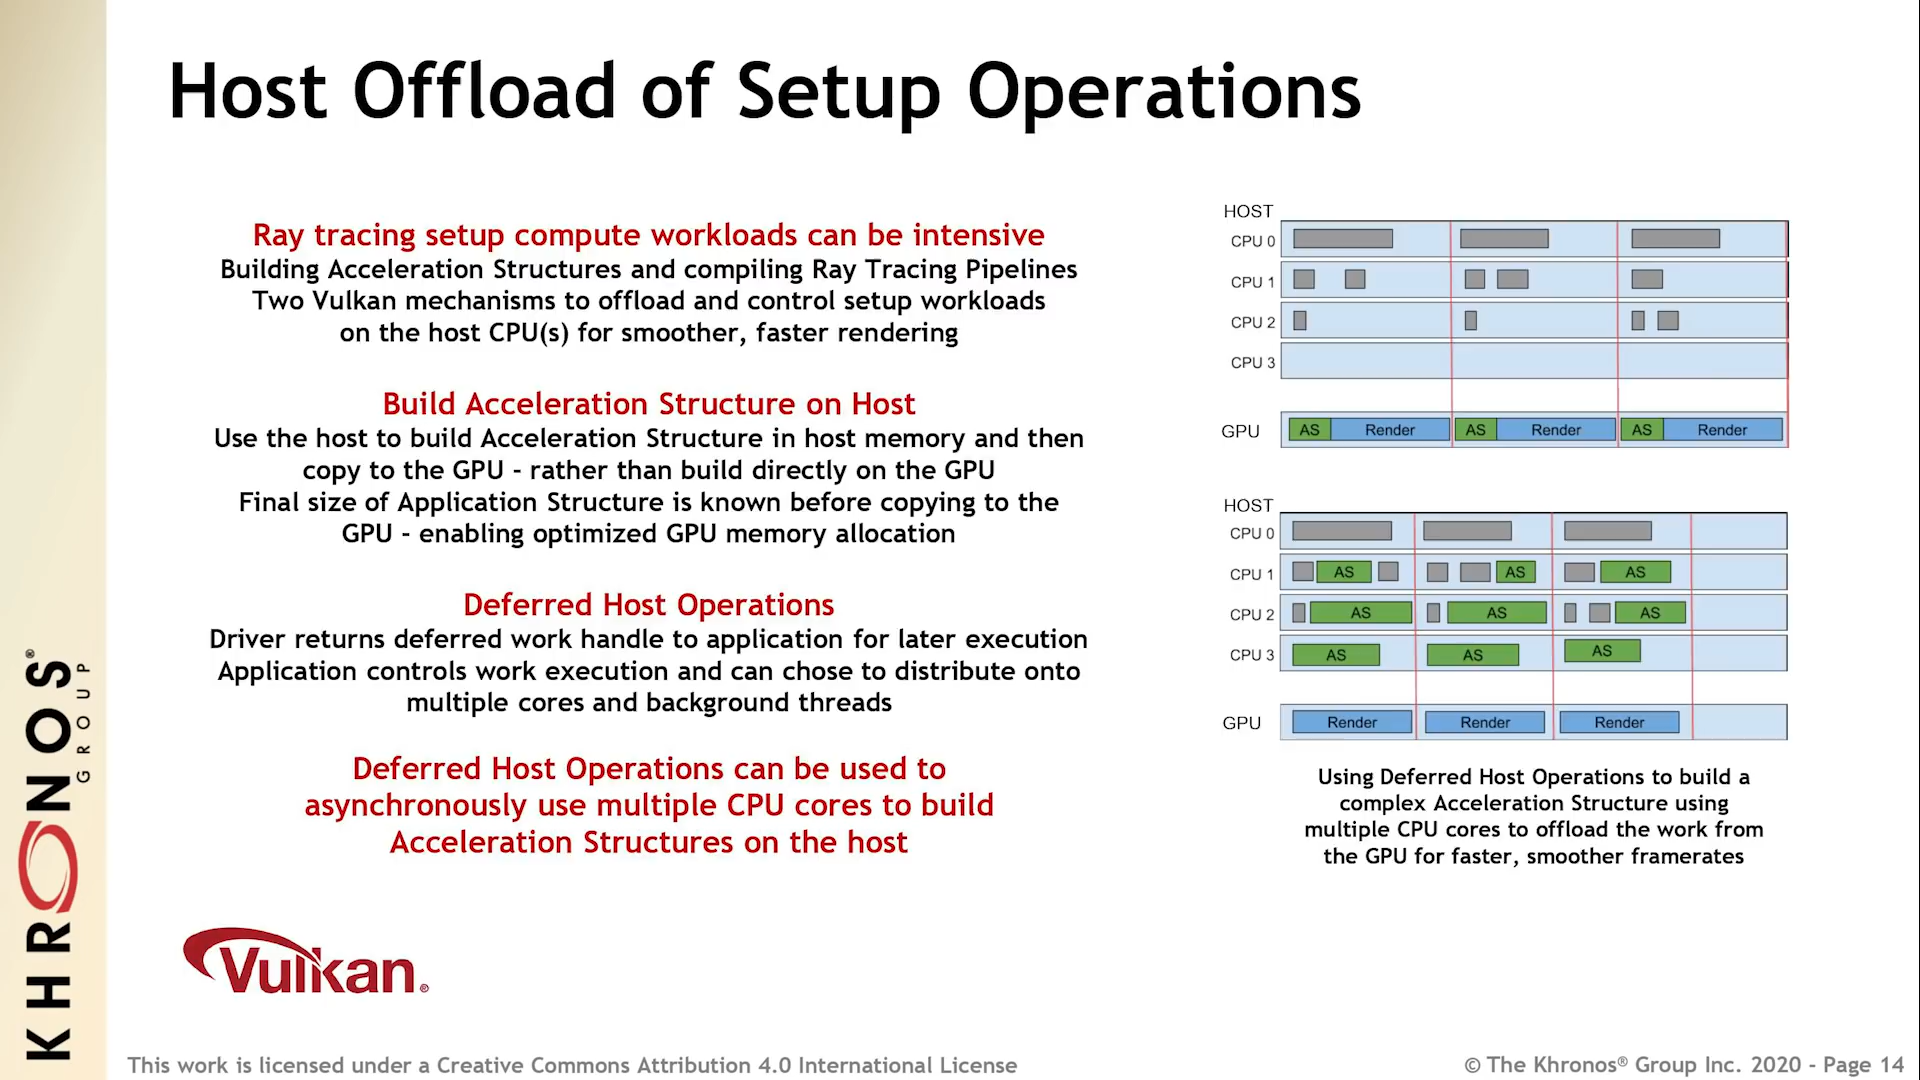 Host Offload of Setup Operations
Ray tracing setup compute workloads can be intensive
Building Acceleration Structures and compiling Ray Tracing Pipelines
Two Vulkan mechanisms to offload and control setup workloads
on the host CPU(s) for smoother, faster rendering
Build Acceleration Structure on Host
Use the host to build Acceleration Structure in host memory and then
copy to the GPU - rather than build directly on the GPU
Final size of Application Structure is known before copying to the
GPU - enabling optimized GPU memory allocation
Deferred Host Operations
Driver returns deferred work handle to application for later execution
Application controls work execution and can chose to distribute onto
multiple cores and background threads
Deferred Host Operations can be used to
asynchronously use multiple CPU cores to build
Acceleration Structures on the host
HOST
CPU 0
CPU 1
CPU 2
CPU 3
GPU AS Render AS Render AS Render
HOST
CPU 0
CPU 1 AS AS AS
CPU 2 AS AS AS
CPU 3 AS AS AS
GPU Render Render Render
Using Deferred Host Operations to build a
complex Acceleration Structure using
multiple CPU cores to offload the work from
the GPU for faster, smoother framerates
KHRONOS®
GROUP
Vulkan®
This work is licensed under a Creative Commons Attribution 4.0 International License
© The Khronos® Group Inc. 2020 - Page 14